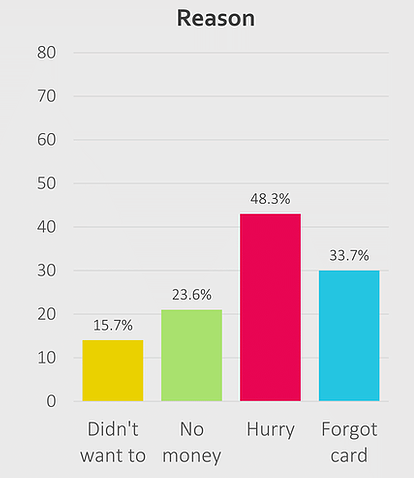 Reason
80
70
60
50
40
30
20
10
0
15.7%
23.6%
48.3%
33.7%
Didn't
want to
No
money
Hurry
Forgot
card